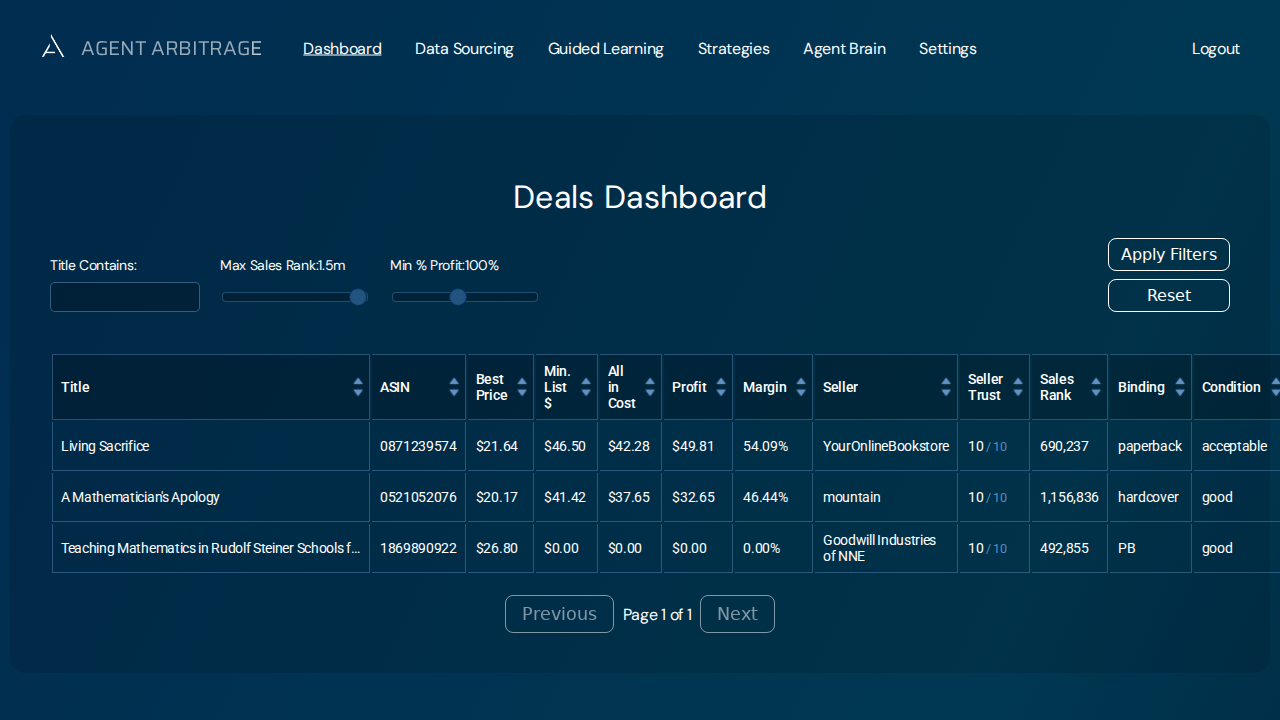 AGENT ARBITRAGE Dashboard Data Sourcing Guided Learning Strategies Agent Brain Settings Logout
Deals Dashboard
Title Contains: Max Sales Rank:1.5m Min % Profit:100%
Apply Filters
Reset
Title ASIN Best Price Min. List $ All in Cost Profit Margin Seller Seller Trust Sales Rank Binding Condition
Living Sacrifice 0871239574 $21.64 $46.50 $42.28 $49.81 54.09% YourOnlineBookstore 10 / 10 690,237 paperback acceptable
A Mathematician's Apology 0521052076 $20.17 $41.42 $37.65 $32.65 46.44% mountain 10 / 10 1,156,836 hardcover good
Teaching Mathematics in Rudolf Steiner Schools f... 1869890922 $26.80 $0.00 $0.00 $0.00 0.00% Goodwill Industries of NNE 10 / 10 492,855 PB good
Previous Page 1 of 1 Next